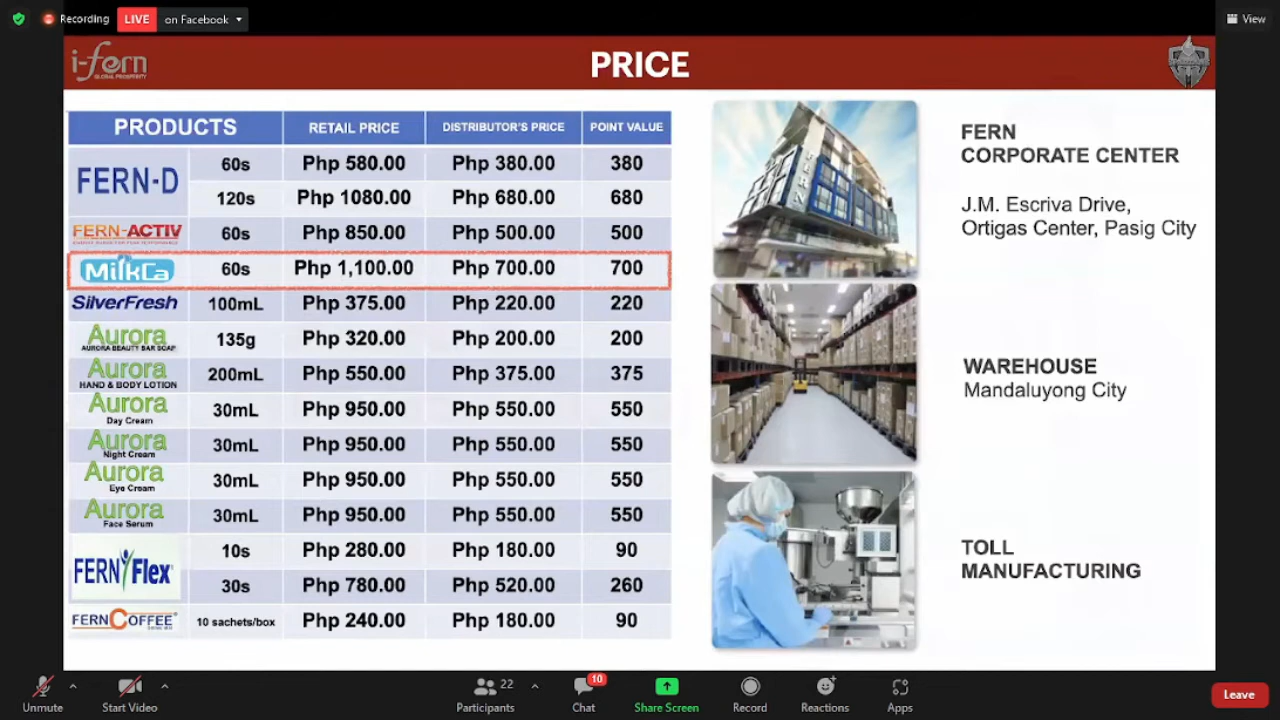 Recording
LIVE
on Facebook
View
i-fern
GLOBAL PROSPERITY
PRICE
PRODUCTS RETAIL PRICE DISTRIBUTOR'S PRICE POINT VALUE
FERN-D 60s Php 580.00 Php 380.00 380
120s Php 1080.00 Php 680.00 680
FERN-ACTIV 60s Php 850.00 Php 500.00 500
MilkCa 60s Php 1,100.00 Php 700.00 700
SilverFresh 100mL Php 375.00 Php 220.00 220
Aurora
AURORA BEAUTY BAR SOAP 135g Php 320.00 Php 200.00 200
Aurora
HAND & BODY LOTION 200mL Php 550.00 Php 375.00 375
Aurora
Day Cream 30mL Php 950.00 Php 550.00 550
Aurora
Night Cream 30mL Php 950.00 Php 550.00 550
Aurora
Eye Cream 30mL Php 950.00 Php 550.00 550
Aurora
Face Serum 30mL Php 950.00 Php 550.00 550
FERN Flex 10s Php 280.00 Php 180.00 90
30s Php 780.00 Php 520.00 260
FERNCOFFEE 10 sachets/box Php 240.00 Php 180.00 90
FERN
FERN
CORPORATE CENTER
J.M. Escriva Drive,
Ortigas Center, Pasig City
WAREHOUSE
Mandaluyong City
TOLL
MANUFACTURING
Unmute
Start Video
22
Participants
10
Chat
Share Screen
Record
Reactions
Apps
Leave